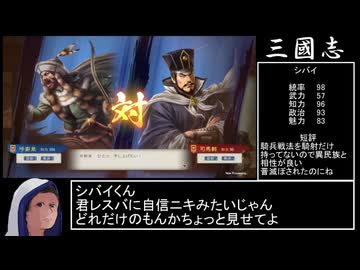 対
呼廚泉
司馬懿
三國志
シバイ
統率 98
武力 57
知力 96
政治 93
魅力 83
短評
騎兵戦法を騎射だけ
持ってないので異民族と
相性が良い
晋滅ぼされたのにね
シバイくん
君レスバに自信ニキみたいじゃん
どれだけのもんかちょっと見せてよ